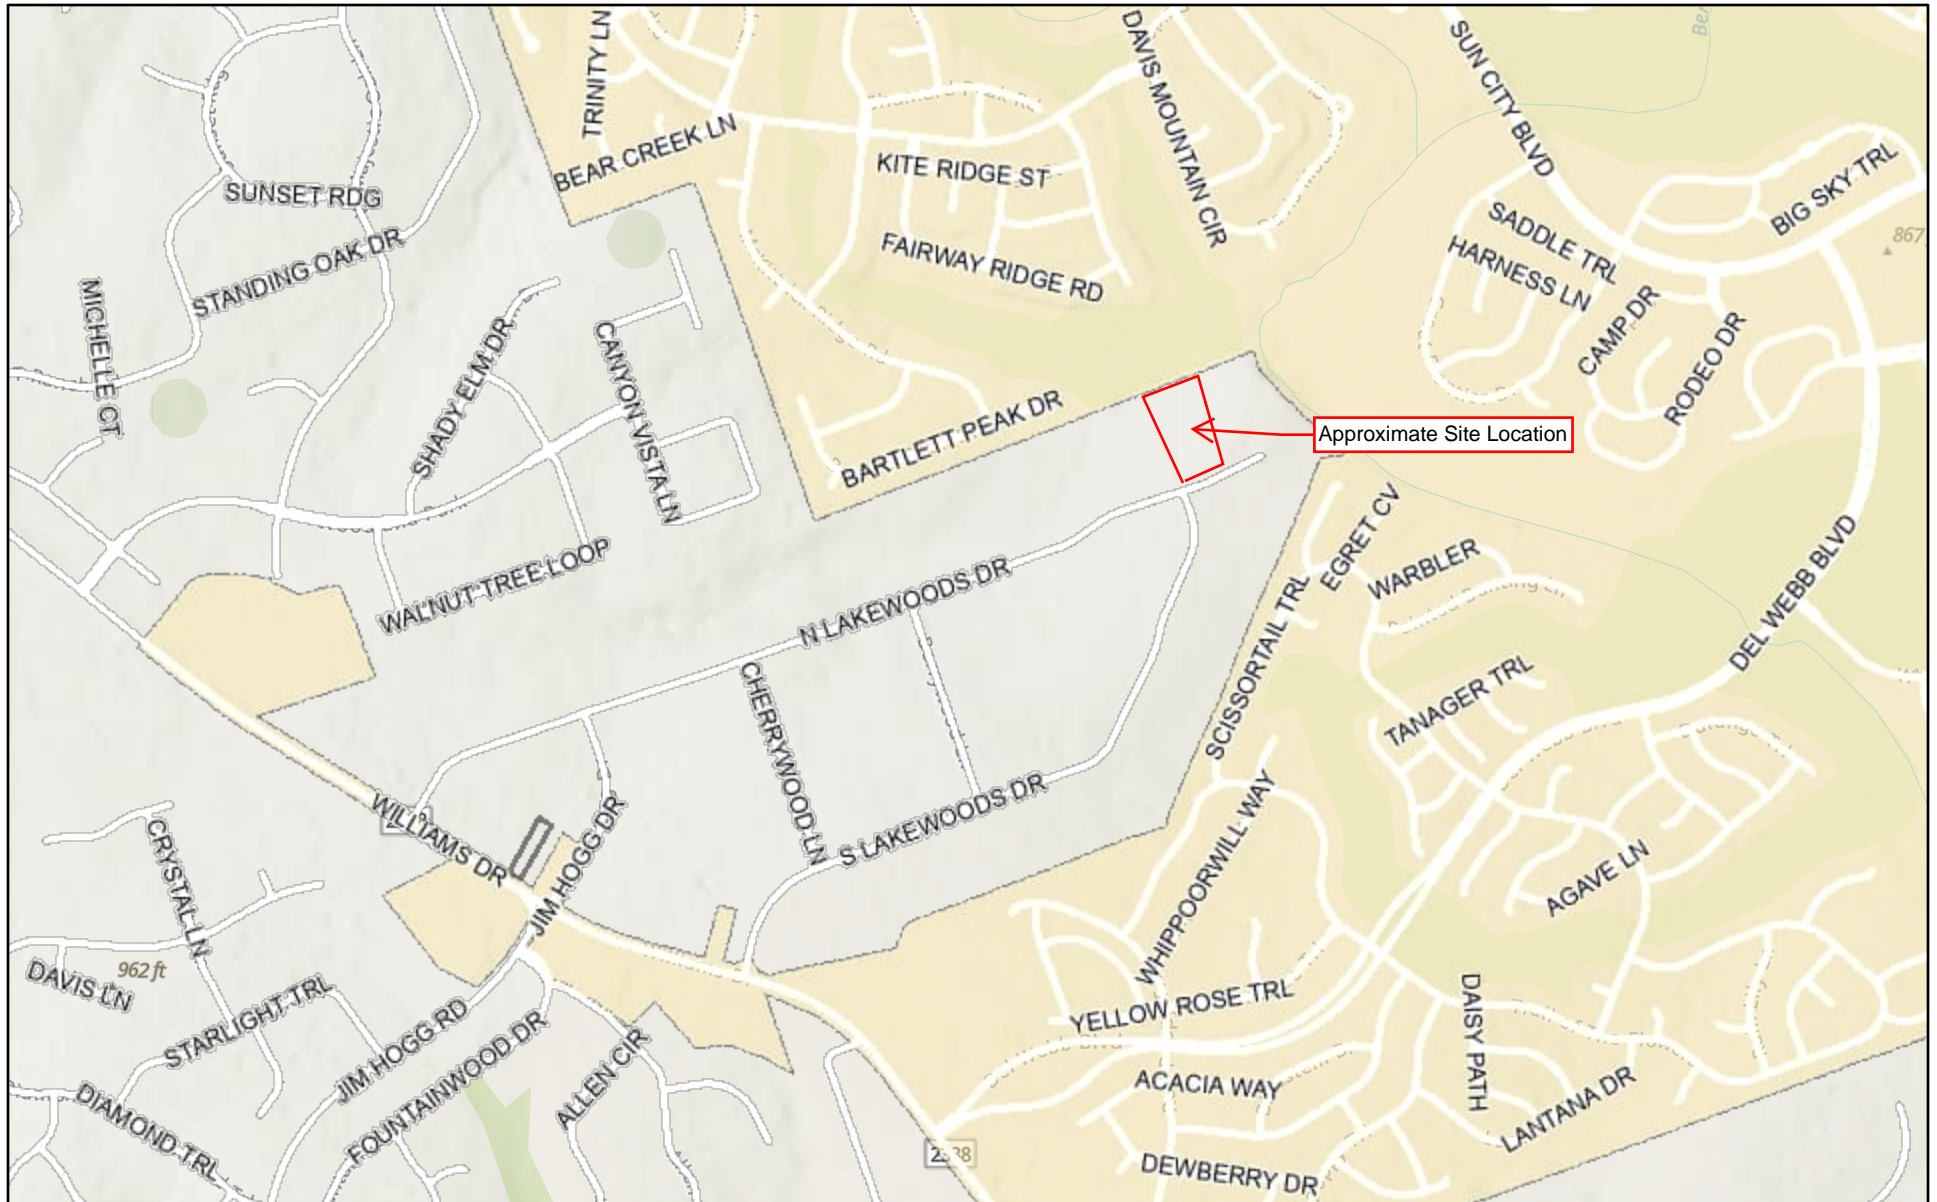 TRINITY LN
DAVIS MOUNTAIN CIR
SUN CITY BLVD
BEAR CREEK LN
KITE RIDGE ST
BIG SKY TRL
SUNSET RDG
SADDLE TRL
867
STANDING OAK DR
FAIRWAY RIDGE RD
HARNESS LN
MICHELLE CT
CAMP DR
RODEO DR
SHADY ELM DR
CANYON VISTA LN
BARTLETT PEAK DR
Approximate Site Location
EGRET CV
WARBLER
WALNUT TREE LOOP
N LAKEWOODS DR
SCISSORTAIL TRL
DEL WEBB BLVD
TANAGER TRL
CHERRYWOOD LN
S LAKEWOODS DR
WILLIAMS DR
JIM HOGG DR
WHIPPOORWILL WAY
AGAVE LN
CRYSTAL LN
962 ft
DAVIS LN
STARLIGHT TRL
YELLOW ROSE TRL
DAISY PATH
JIM HOGG RD
FOUNTAINWOOD DR
ALLEN CIR
ACACIA WAY
LANTANA DR
DIAMOND TRL
2338
DEWBERRY DR